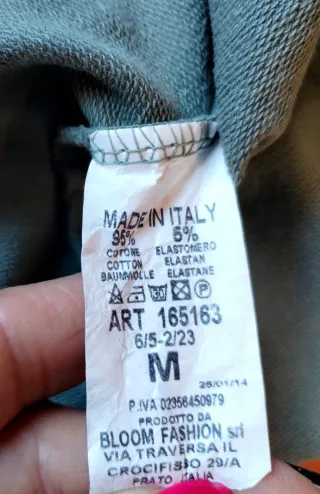 MADE IN ITALY
95% 5%
COTONE ELASTOMERO
COTTON ELASTAN
BAUMWOLLE ELASTANE
ART 165163
6/5-2/23
M
26/01/14
P.IVA 02356450979
PRODOTTO DA
BLOOM FASHION srl
VIA TRAVERSA IL
CROCIFISSO 29/A
PRATO ITALIA